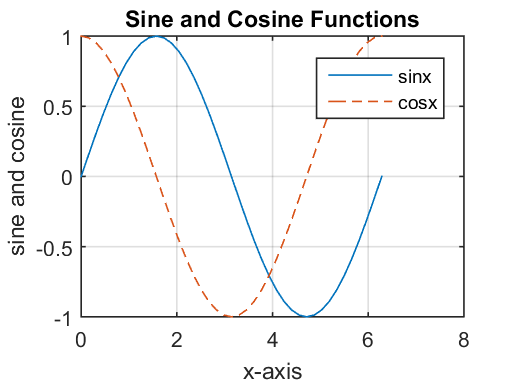 Sine and Cosine Functions
1
0.5
0
-0.5
-1
sine and cosine
sinx
cosx
0 2 4 6 8
x-axis